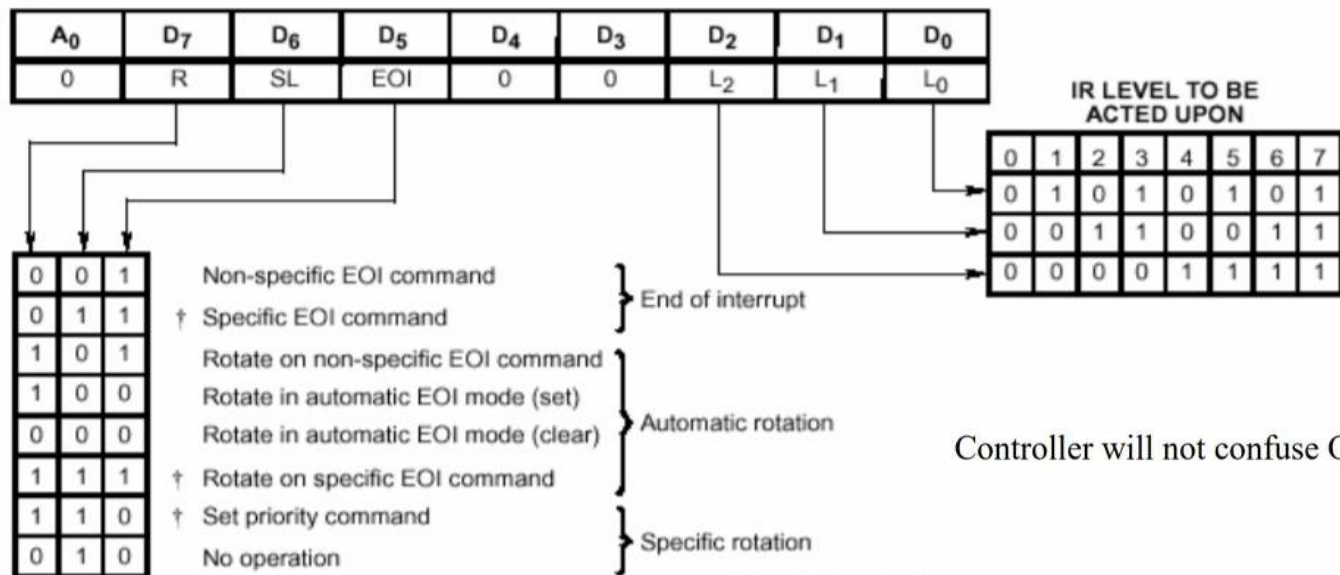 A0 D7 D6 D5 D4 D3 D2 D1 D0
0 R SL EOI 0 0 L2 L1 L0
IR LEVEL TO BE
ACTED UPON
0 1 2 3 4 5 6 7
0 1 0 1 0 1 0 1
0 0 1 1 0 0 1 1
0 0 0 0 1 1 1 1
0 0 1 Non-specific EOI command
0 1 1 † Specific EOI command
End of interrupt
1 0 1 Rotate on non-specific EOI command
1 0 0 Rotate in automatic EOI mode (set)
0 0 0 Rotate in automatic EOI mode (clear)
1 1 1 † Rotate on specific EOI command
Automatic rotation
1 1 0 † Set priority command
0 1 0 No operation
Specific rotation
Controller will not confuse